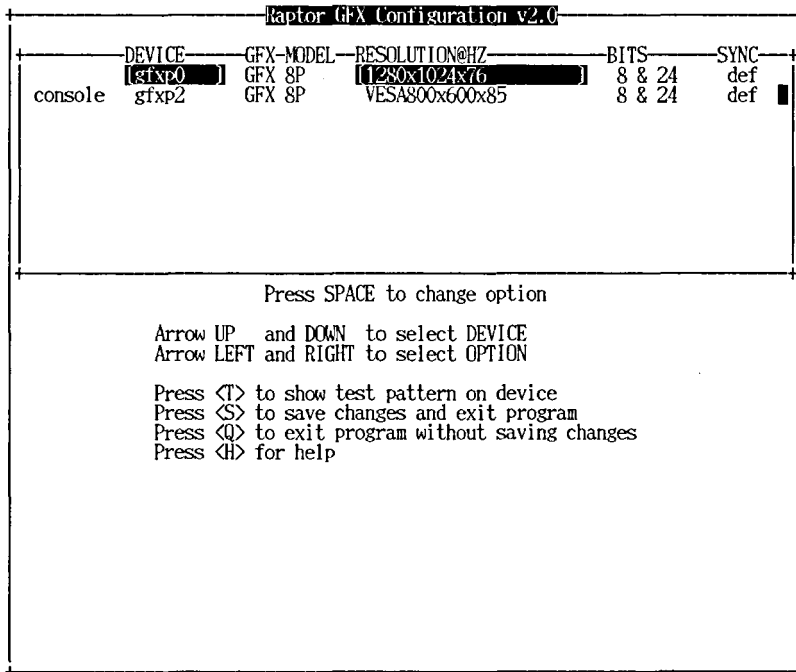 Raptor GFX Configuration v2.0
DEVICE GFX-MODEL RESOLUTION@HZ BITS SYNC
[gfxp0 ] GFX 8P [1280x1024x76 ] 8 & 24 def
console gfxp2 GFX 8P VESA800x600x85 8 & 24 def
Press SPACE to change option
Arrow UP and DOWN to select DEVICE
Arrow LEFT and RIGHT to select OPTION
Press <T> to show test pattern on device
Press <S> to save changes and exit program
Press <Q> to exit program without saving changes
Press <H> for help